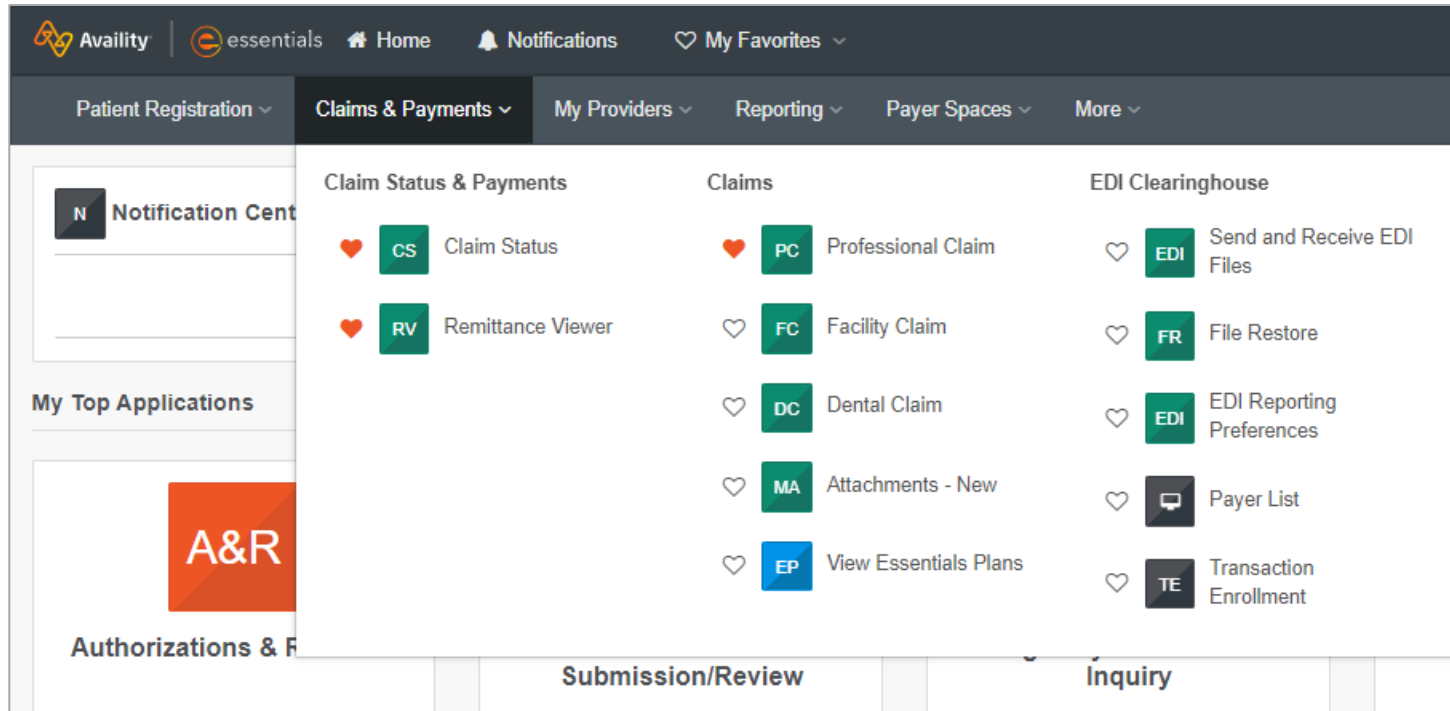 Availity essentials Home Notifications My Favorites
Patient Registration Claims & Payments My Providers Reporting Payer Spaces More
N Notification Cent
Claim Status & Payments
CS Claim Status
RV Remittance Viewer
Claims
PC Professional Claim
FC Facility Claim
DC Dental Claim
MA Attachments - New
EP View Essentials Plans
EDI Clearinghouse
EDI Send and Receive EDI
Files
FR File Restore
EDI EDI Reporting
Preferences
Payer List
TE Transaction
Enrollment
My Top Applications
A&R
Authorizations & R
Submission/Review
Inquiry